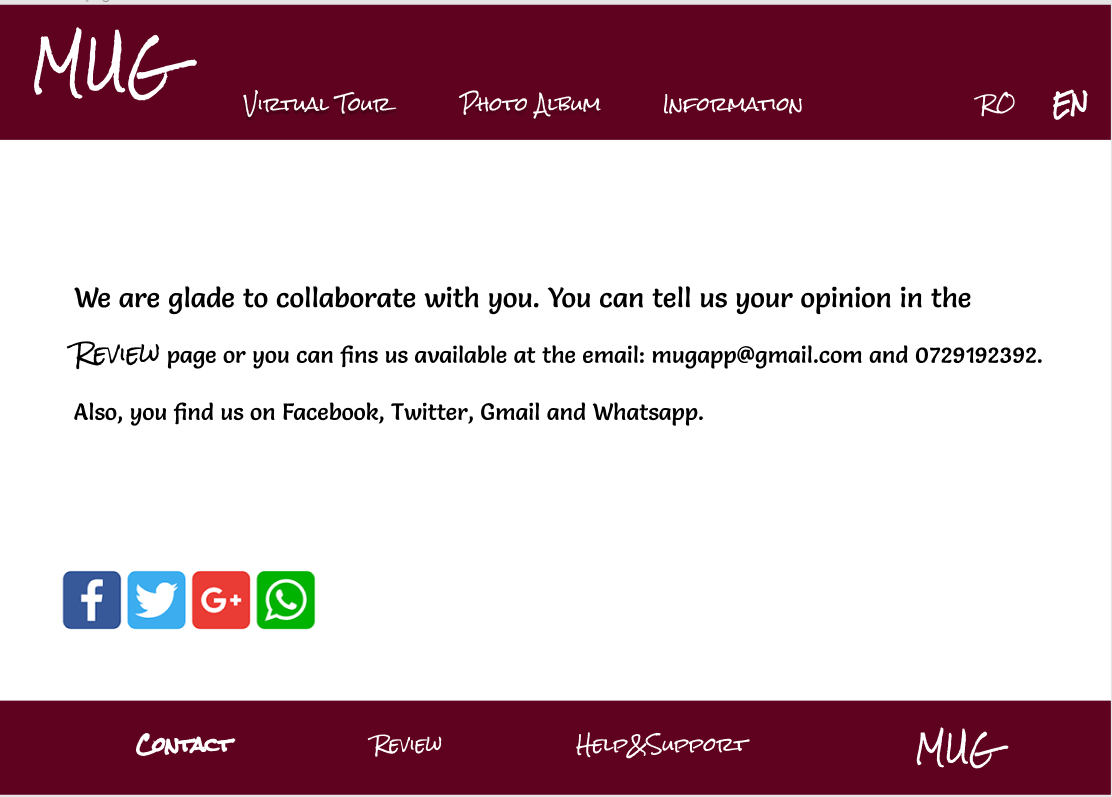 MUG
Virtual Tour Photo Album Information RO EN
We are glade to collaborate with you. You can tell us your opinion in the
Review page or you can fins us available at the email: mugapp@gmail.com and 0729192392.
Also, you find us on Facebook, Twitter, Gmail and Whatsapp.
f G+
Contact Review Help&Support MUG